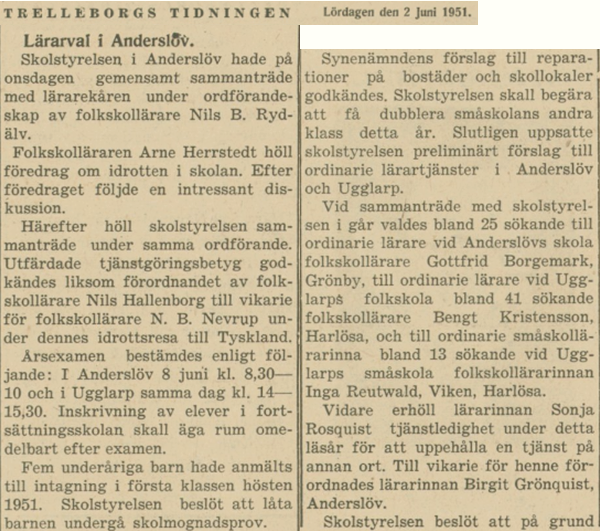 TRELLEBORGS TIDNINGEN
Lördagen den 2 Juni 1951.
Lärarval i Anderslöv.
Skolstyrelsen i Anderslöv hade på
onsdagen gemensamt sammanträde
med lärarekåren under ordförande-
skap av folkskollärare Nils B. Ryd-
älv.
Folkskolläraren Arne Herrstedt höll
föredrag om idrotten i skolan. Efter
föredraget följde en intressant dis-
kussion.
Härefter höll skolstyrelsen sam-
manträde under samma ordförande.
Utfärdade tjänstgöringsbetyg god-
kändes liksom förordnandet av folk-
skollärare Nils Hallenborg till vikarie
för folkskollärare N. B. Nevrup un-
der dennes idrottsresa till Tyskland.
Årsexamen bestämdes enligt föl-
jande: I Anderslöv 8 juni kl. 8,30—
10 och i Ugglarp samma dag kl. 14—
15,30. Inskrivning av elever i fort-
sättningsskolan skall äga rum ome-
delbart efter examen.
Fem underåriga barn hade anmälts
till intagning i första klassen hösten
1951. Skolstyrelsen beslöt att låta
barnen undergå skolmognadsprov.
Synenämndens förslag till repara-
tioner på bostäder och skollokaler
godkändes. Skolstyrelsen skall begära
att få dubblera småskolans andra
klass detta år. Slutligen uppsatte
skolstyrelsen preliminärt förslag till
ordinarie lärartjänster i Anderslöv
och Ugglarp.
Vid sammanträde med skolstyrel-
sen i går valdes bland 25 sökande till
ordinarie lärare vid Anderslövs skola
folkskollärare Gottfrid Borgemark,
Grönby, till ordinarie lärare vid Ugg-
larps folkskola bland 41 sökande
folkskollärare Bengt Kristensson,
Harlösa, och till ordinarie småskollä-
rarinna bland 13 sökande vid Ugg-
larps småskola folkskollärarinnan
Inga Reutwald, Viken, Harlösa.
Vidare erhöll lärarinnan Sonja
Rosquist tjänstledighet under detta
läsår för att uppehålla en tjänst på
annan ort. Till vikarie för henne för-
ordnades lärarinnan Birgit Grönquist,
Anderslöv.
Skolstyrelsen beslöt att på grund